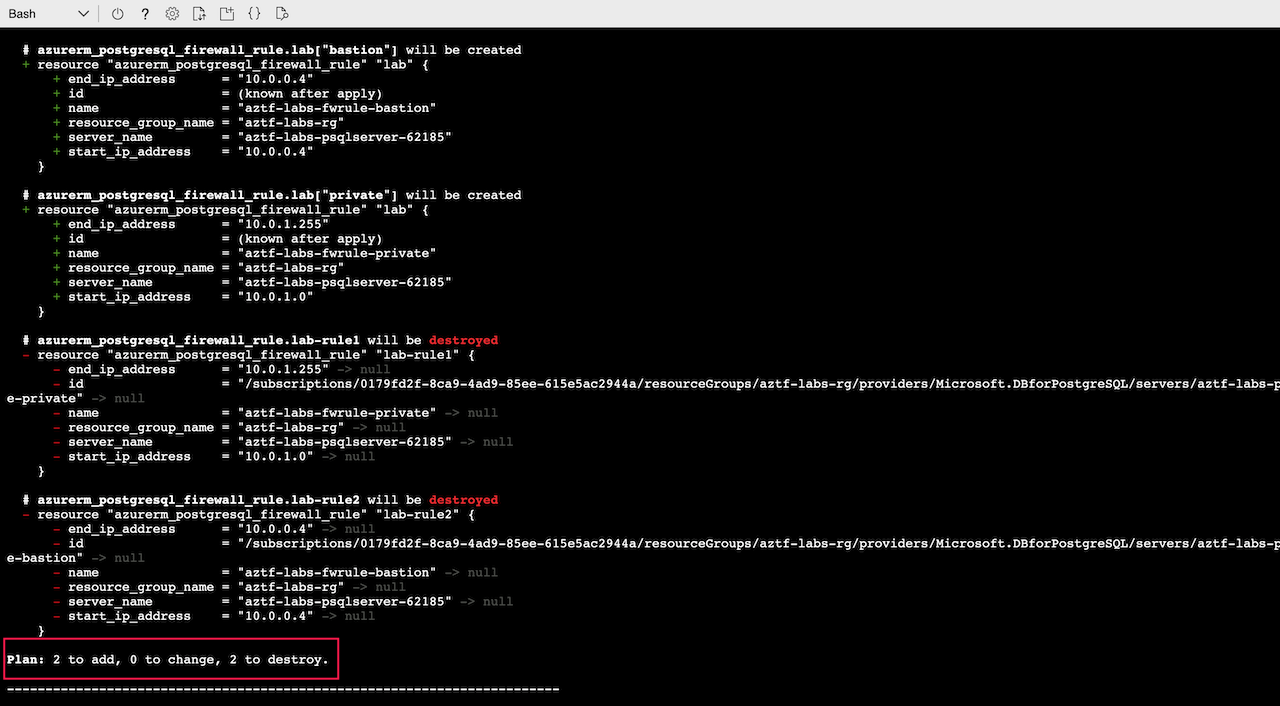 Bash
? {}
# azurerm_postgresql_firewall_rule.lab["bastion"] will be created
+ resource "azurerm_postgresql_firewall_rule" "lab" {
+ end_ip_address = "10.0.0.4"
+ id = (known after apply)
+ name = "aztf-labs-fwrule-bastion"
+ resource_group_name = "aztf-labs-rg"
+ server_name = "aztf-labs-psqlserver-62185"
+ start_ip_address = "10.0.0.4"
}
# azurerm_postgresql_firewall_rule.lab["private"] will be created
+ resource "azurerm_postgresql_firewall_rule" "lab" {
+ end_ip_address = "10.0.1.255"
+ id = (known after apply)
+ name = "aztf-labs-fwrule-private"
+ resource_group_name = "aztf-labs-rg"
+ server_name = "aztf-labs-psqlserver-62185"
+ start_ip_address = "10.0.1.0"
}
# azurerm_postgresql_firewall_rule.lab-rule1 will be destroyed
- resource "azurerm_postgresql_firewall_rule" "lab-rule1" {
- end_ip_address = "10.0.1.255" -> null
- id = "/subscriptions/0179fd2f-8ca9-4ad9-85ee-615e5ac2944a/resourceGroups/aztf-labs-rg/providers/Microsoft.DBforPostgreSQL/servers/aztf-labs-p
e-private" -> null
- name = "aztf-labs-fwrule-private" -> null
- resource_group_name = "aztf-labs-rg" -> null
- server_name = "aztf-labs-psqlserver-62185" -> null
- start_ip_address = "10.0.1.0" -> null
}
# azurerm_postgresql_firewall_rule.lab-rule2 will be destroyed
- resource "azurerm_postgresql_firewall_rule" "lab-rule2" {
- end_ip_address = "10.0.0.4" -> null
- id = "/subscriptions/0179fd2f-8ca9-4ad9-85ee-615e5ac2944a/resourceGroups/aztf-labs-rg/providers/Microsoft.DBforPostgreSQL/servers/aztf-labs-p
e-bastion" -> null
- name = "aztf-labs-fwrule-bastion" -> null
- resource_group_name = "aztf-labs-rg" -> null
- server_name = "aztf-labs-psqlserver-62185" -> null
- start_ip_address = "10.0.0.4" -> null
}
Plan: 2 to add, 0 to change, 2 to destroy.
------------------------------------------------------------------------